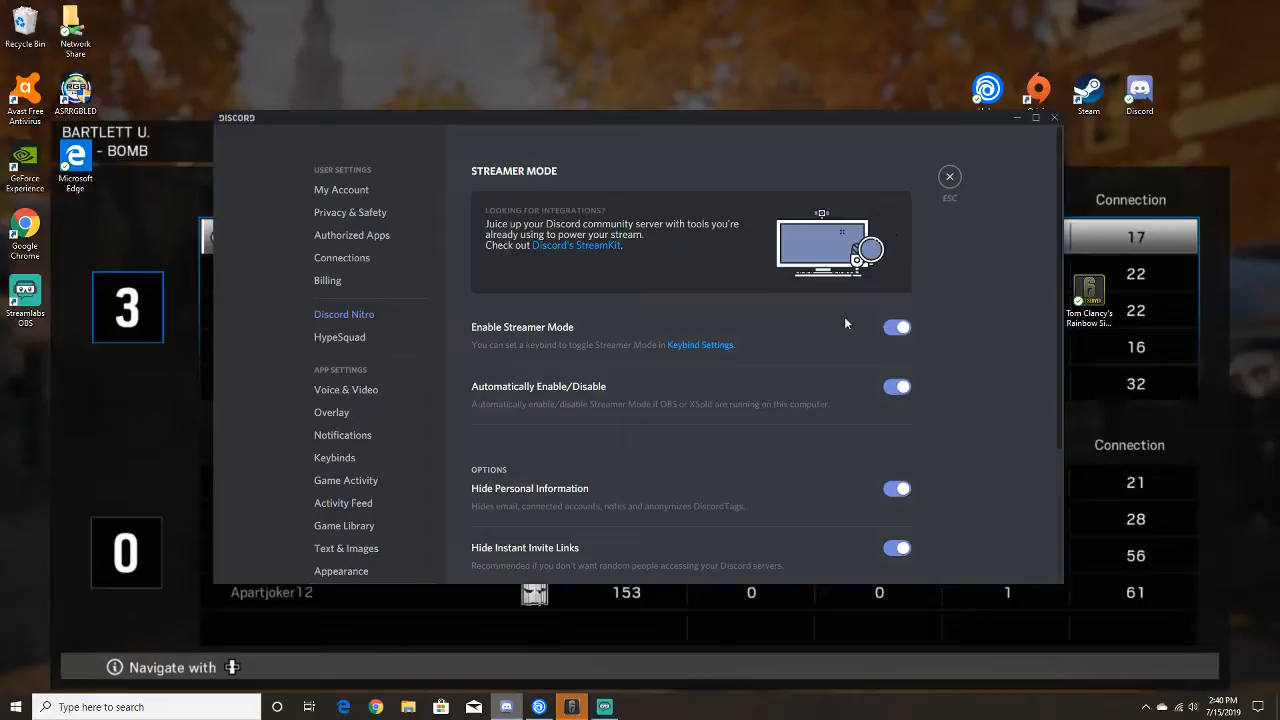 Recycle Bin
Network
Share
Avast Free
Antivirus
ASRRGBLED
GeForce
Experience
Microsoft
Edge
Google
Chrome
Streamlabs
OBS
Steam
Discord
Tom Clancy's
Rainbow Si...
BARTLETT U.
- BOMB
3
0
DISCORD
USER SETTINGS
My Account
Privacy & Safety
Authorized Apps
Connections
Billing
Discord Nitro
HypeSquad
APP SETTINGS
Voice & Video
Overlay
Notifications
Keybinds
Game Activity
Activity Feed
Game Library
Text & Images
Appearance
STREAMER MODE
LOOKING FOR INTEGRATIONS?
Juice up your Discord community server with tools you're
already using to power your stream.
Check out Discord's StreamKit.
ESC
Enable Streamer Mode
You can set a keybind to toggle Streamer Mode in Keybind Settings.
Automatically Enable/Disable
Automatically enable/disable Streamer Mode if OBS or XSplit are running on this computer.
OPTIONS
Hide Personal Information
Hides email, connected accounts, notes and anonymizes DiscordTags.
Hide Instant Invite Links
Recommended if you don't want random people accessing your Discord servers.
Connection
17
22
22
16
32
Connection
21
28
56
Apartjoker12 153 0 0 1 61
Navigate with
Type here to search
2:40 PM
7/15/2019